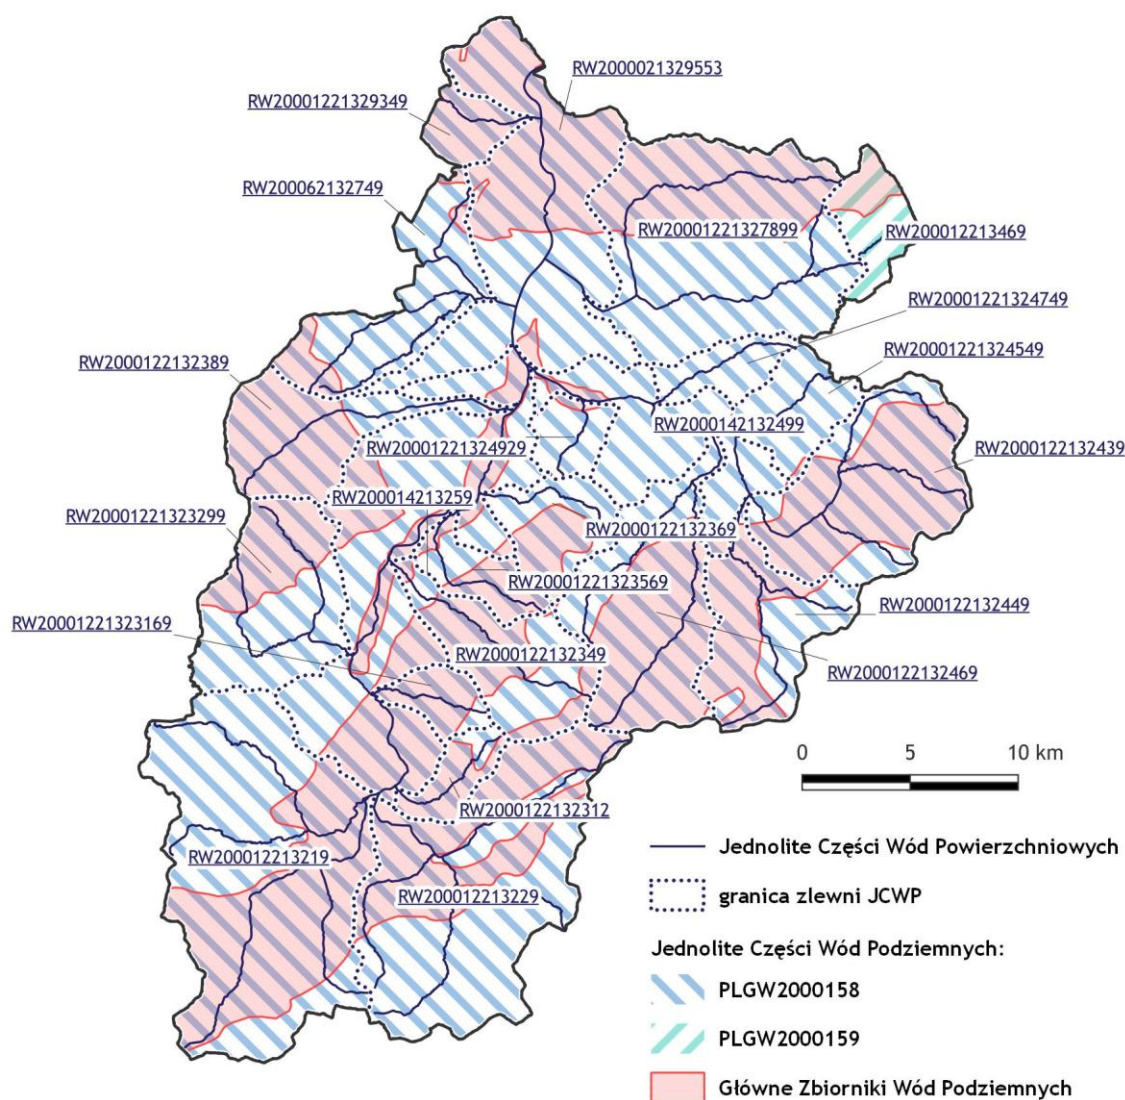 RW2000021329553
RW20001221329349
RW200062132749
RW20001221327899
RW200012213469
RW20001221324749
RW2000122132389
RW20001221324549
RW2000142132499
RW20001221324929
RW2000122132439
RW200014213259
RW20001221323299
RW2000122132369
RW20001221323569
RW2000122132449
RW20001221323169
RW2000122132349
RW2000122132469
0 5 10 km
RW2000122132312
Jednolite Części Wód Powierzchniowych
RW200012213219
granica zlewni JCWP
RW200012213229
Jednolite Części Wód Podziemnych:
PLGW2000158
PLGW2000159
Główne Zbiorniki Wód Podziemnych